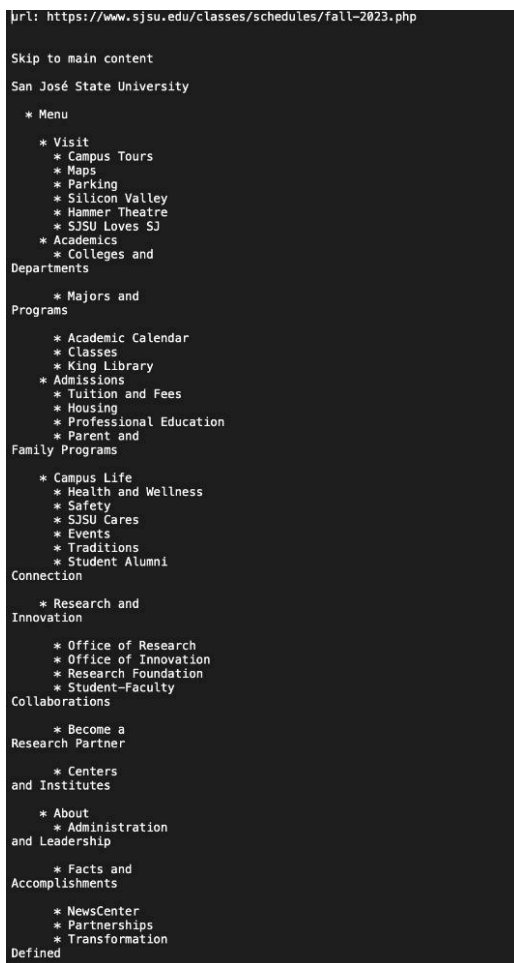 url: https://www.sjsu.edu/classes/schedules/fall-2023.php
Skip to main content
San José State University
* Menu
* Visit
* Campus Tours
* Maps
* Parking
* Silicon Valley
* Hammer Theatre
* SJSU Loves SJ
* Academics
* Colleges and
Departments
* Majors and
Programs
* Academic Calendar
* Classes
* King Library
* Admissions
* Tuition and Fees
* Housing
* Professional Education
* Parent and
Family Programs
* Campus Life
* Health and Wellness
* Safety
* SJSU Cares
* Events
* Traditions
* Student Alumni
Connection
* Research and
Innovation
* Office of Research
* Office of Innovation
* Research Foundation
* Student-Faculty
Collaborations
* Become a
Research Partner
* Centers
and Institutes
* About
* Administration
and Leadership
* Facts and
Accomplishments
* NewsCenter
* Partnerships
* Transformation
Defined